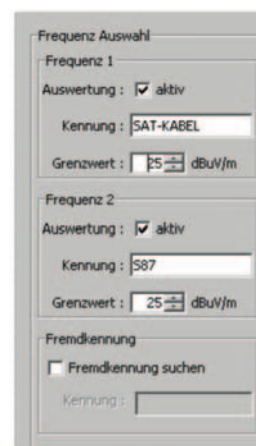 Frequenz Auswahl
Frequenz 1
Auswertung : aktiv
Kennung : SAT-KABEL
Grenzwert : 25 dBuV/m
Frequenz 2
Auswertung : aktiv
Kennung : S87
Grenzwert : 25 dBuV/m
Fremdkennung
Fremdkennung suchen
Kennung :